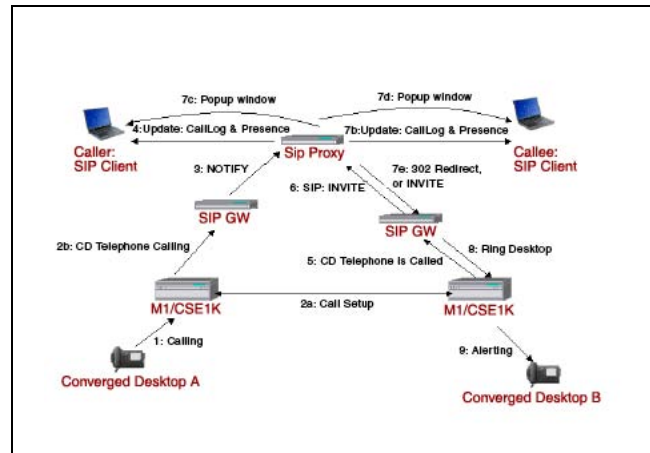 7c: Popup window
7d: Popup window
4:Update: CallLog & Presence
7b:Update: CallLog & Presence
Caller:
SIP Client
Sip Proxy
Callee:
SIP Client
3: NOTIFY
7e: 302 Redirect,
or INVITE
6: SIP: INVITE
SIP GW
SIP GW
2b: CD Telephone Calling
8: Ring Desktop
5: CD Telephone is Called
M1/CSE1K
2a: Call Setup
M1/CSE1K
1: Calling
9: Alerting
Converged Desktop A
Converged Desktop B